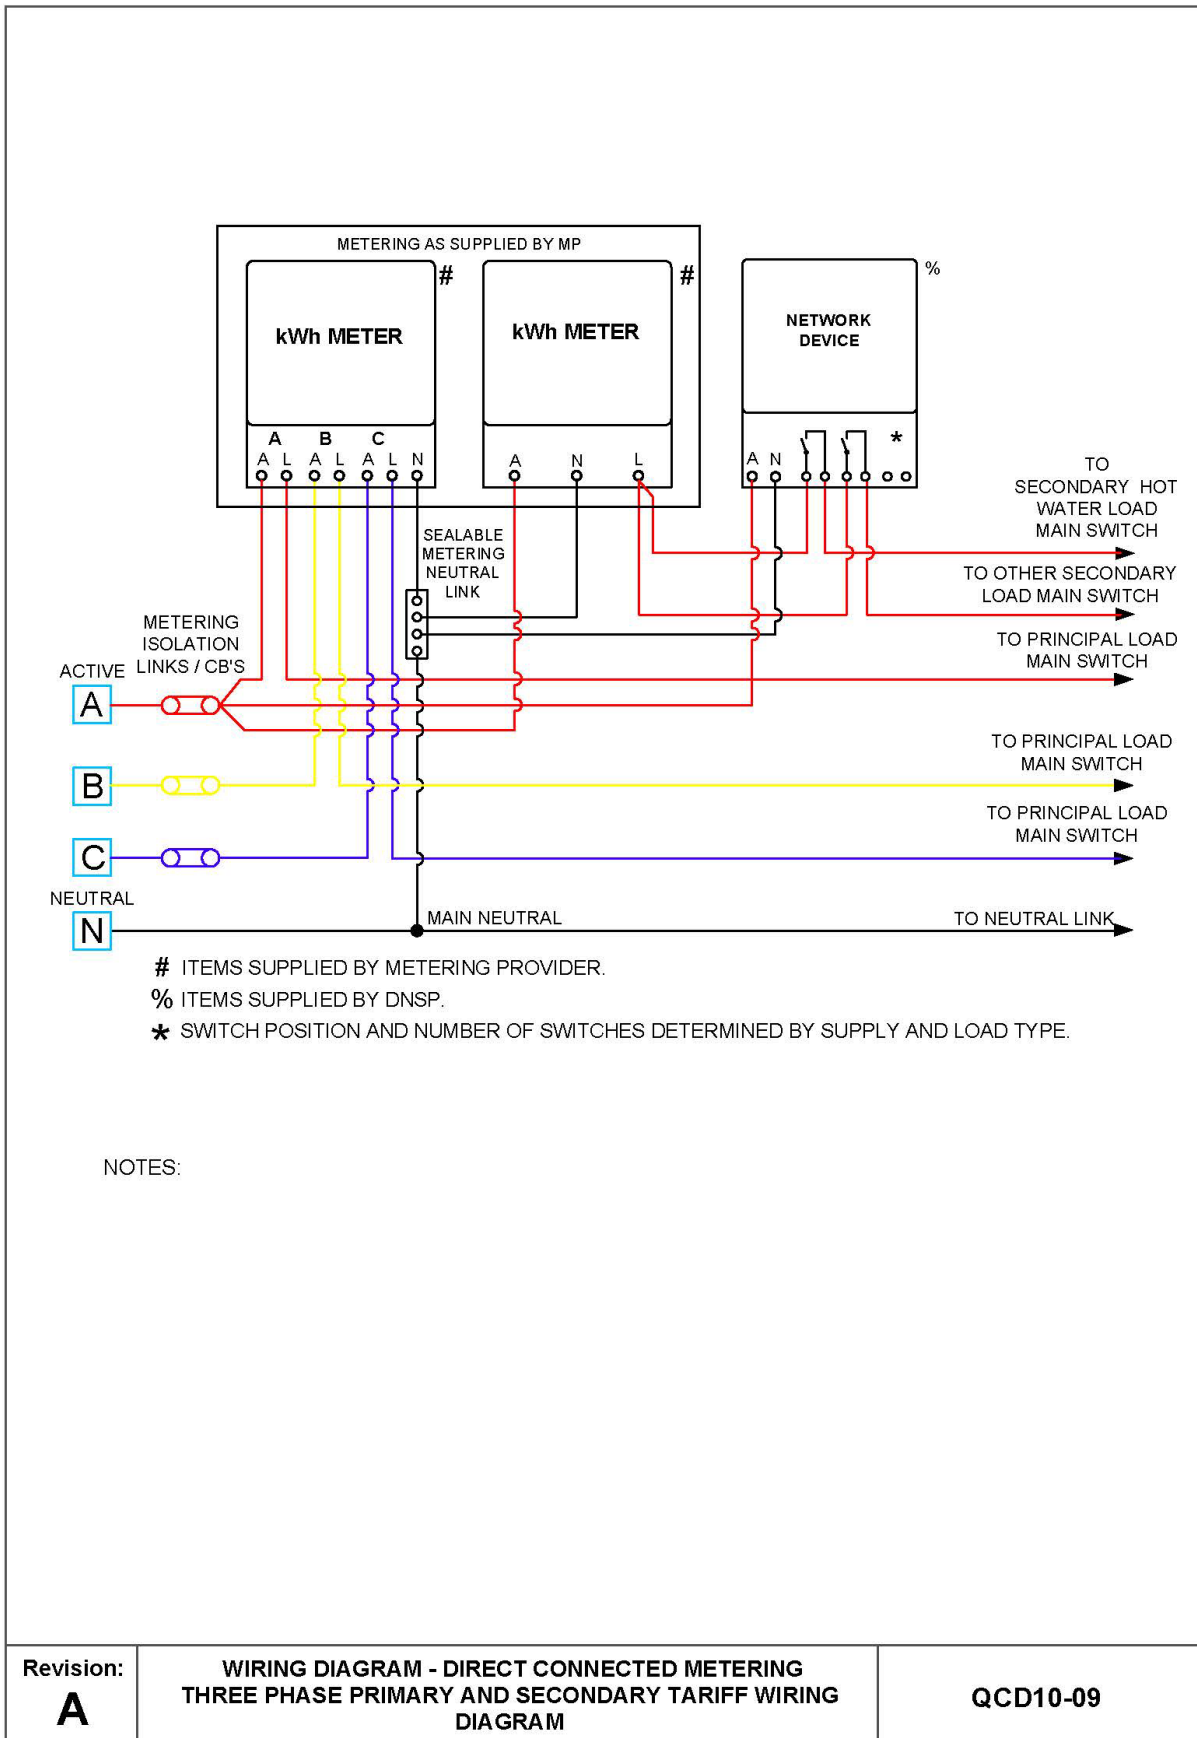 METERING AS SUPPLIED BY MP
#
#
%
kWh METER
kWh METER
NETWORK
DEVICE
A B C
A L A L A L N
A N L
A N
*
TO
SECONDARY HOT
WATER LOAD
MAIN SWITCH
SEALABLE
METERING
NEUTRAL
LINK
TO OTHER SECONDARY
LOAD MAIN SWITCH
METERING
ISOLATION
LINKS / CB'S
TO PRINCIPAL LOAD
MAIN SWITCH
ACTIVE
A
TO PRINCIPAL LOAD
MAIN SWITCH
B
TO PRINCIPAL LOAD
MAIN SWITCH
C
NEUTRAL
N
MAIN NEUTRAL
TO NEUTRAL LINK
# ITEMS SUPPLIED BY METERING PROVIDER.
% ITEMS SUPPLIED BY DNSP.
* SWITCH POSITION AND NUMBER OF SWITCHES DETERMINED BY SUPPLY AND LOAD TYPE.
NOTES:
Revision:
A
WIRING DIAGRAM - DIRECT CONNECTED METERING
THREE PHASE PRIMARY AND SECONDARY TARIFF WIRING
DIAGRAM
QCD10-09